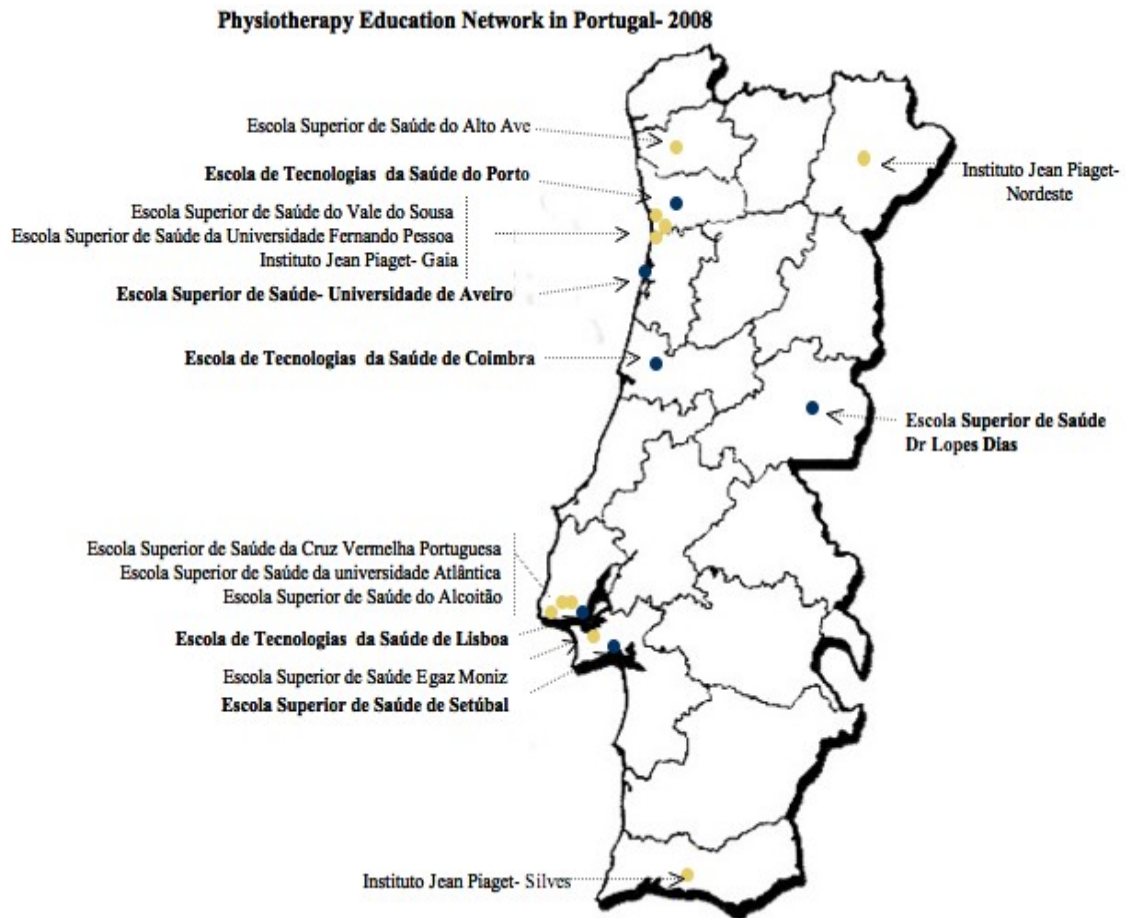 Physiotherapy Education Network in Portugal- 2008
Escola Superior de Saúde do Alto Ave
Instituto Jean Piaget-
Nordeste
Escola de Tecnologias da Saúde do Porto
Escola Superior de Saúde do Vale do Sousa
Escola Superior de Saúde da Universidade Fernando Pessoa
Instituto Jean Piaget- Gaia
Escola Superior de Saúde- Universidade de Aveiro
Escola de Tecnologias da Saúde de Coimbra
Escola Superior de Saúde
Dr Lopes Dias
Escola Superior de Saúde da Cruz Vermelha Portuguesa
Escola Superior de Saúde da universidade Atlântica
Escola Superior de Saúde do Alcoitão
Escola de Tecnologias da Saúde de Lisboa
Escola Superior de Saúde Egaz Moniz
Escola Superior de Saúde de Setúbal
Instituto Jean Piaget- Silves